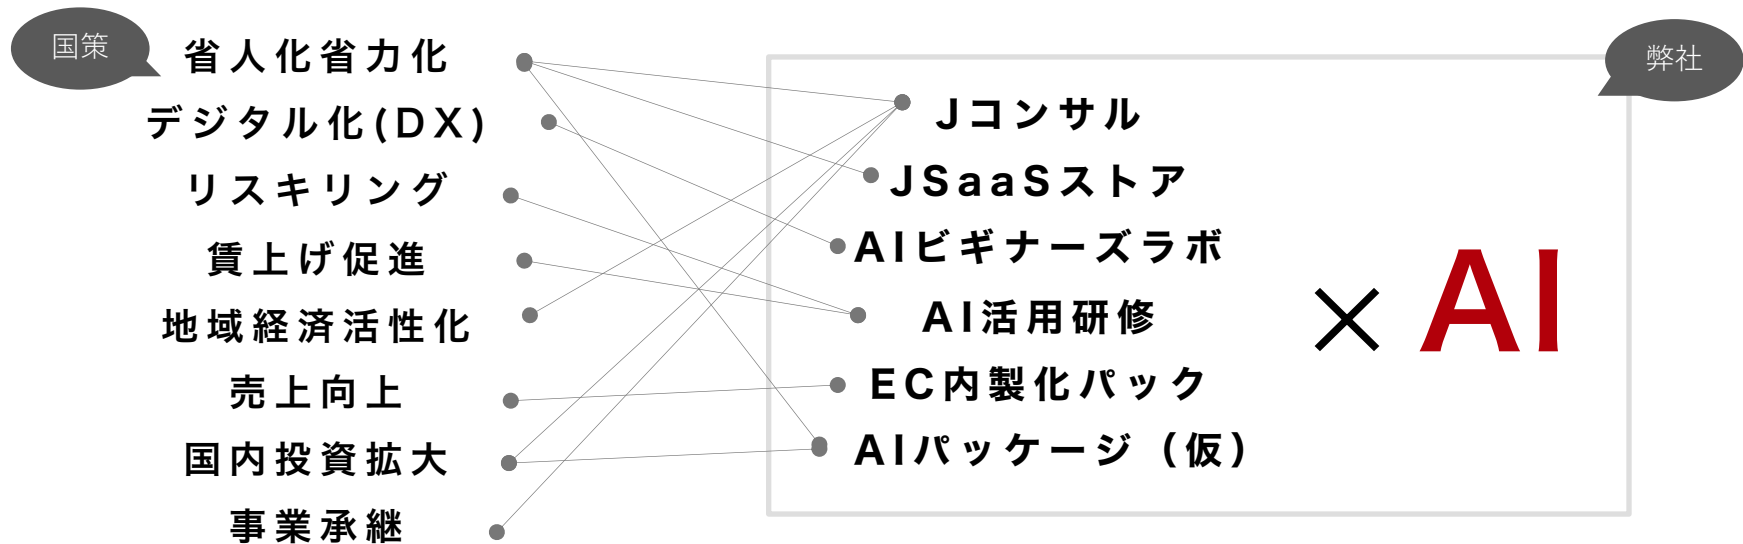 国策
省人化省力化
デジタル化(DX)
リスキリング
賃上げ促進
地域経済活性化
売上向上
国内投資拡大
事業承継
弊社
Jコンサル
JSaaSストア
AIビギナーズラボ
AI活用研修
EC内製化パック
AIパッケージ（仮）
×AI